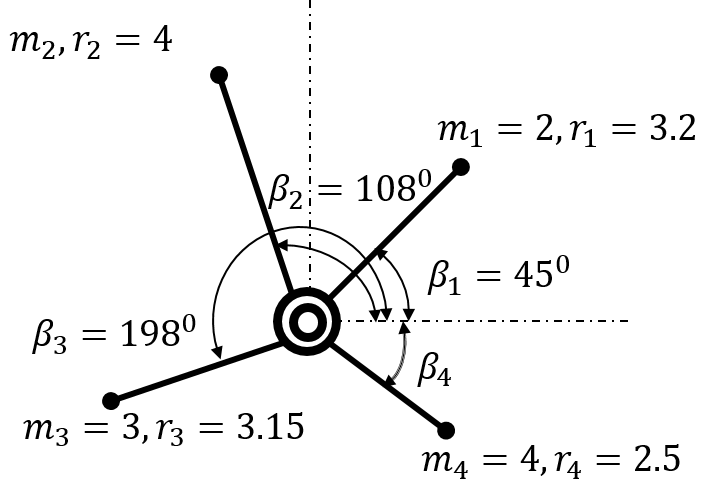 m₂, r₂ = 4
m₁ = 2, r₁ = 3.2
β₂ = 108⁰
β₁ = 45⁰
β₃ = 198⁰
β₄
m₃ = 3, r₃ = 3.15
m₄ = 4, r₄ = 2.5